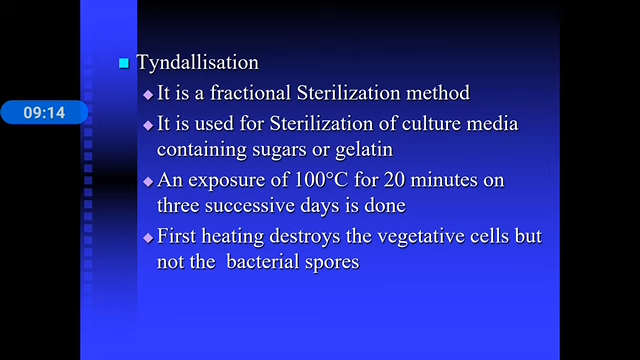 Tyndallisation
It is a fractional Sterilization method
09:14
It is used for Sterilization of culture media
containing sugars or gelatin
An exposure of 100°C for 20 minutes on
three successive days is done
First heating destroys the vegetative cells but
not the bacterial spores